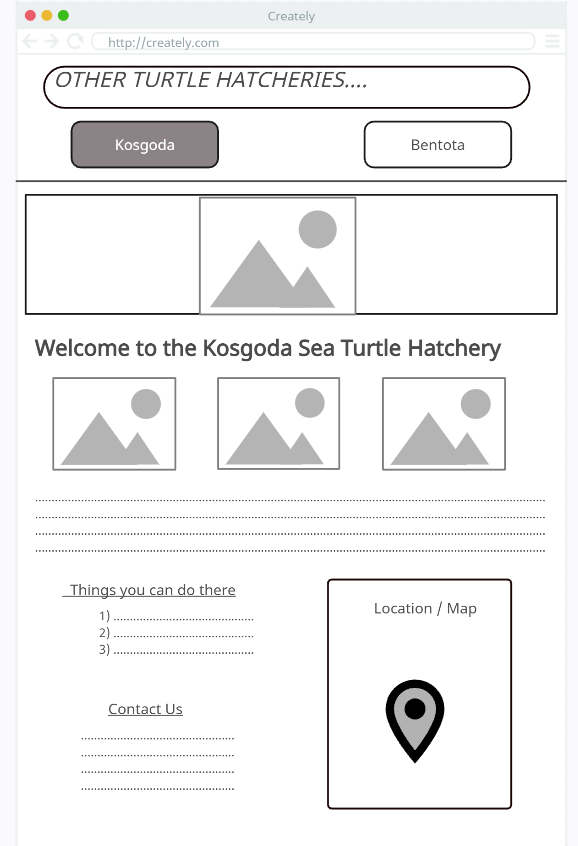 Creately
http://creately.com
OTHER TURTLE HATCHERIES....
Kosgoda
Bentota
Welcome to the Kosgoda Sea Turtle Hatchery
Things you can do there
1) ............................................
2) ............................................
3) ............................................
Location / Map
Contact Us